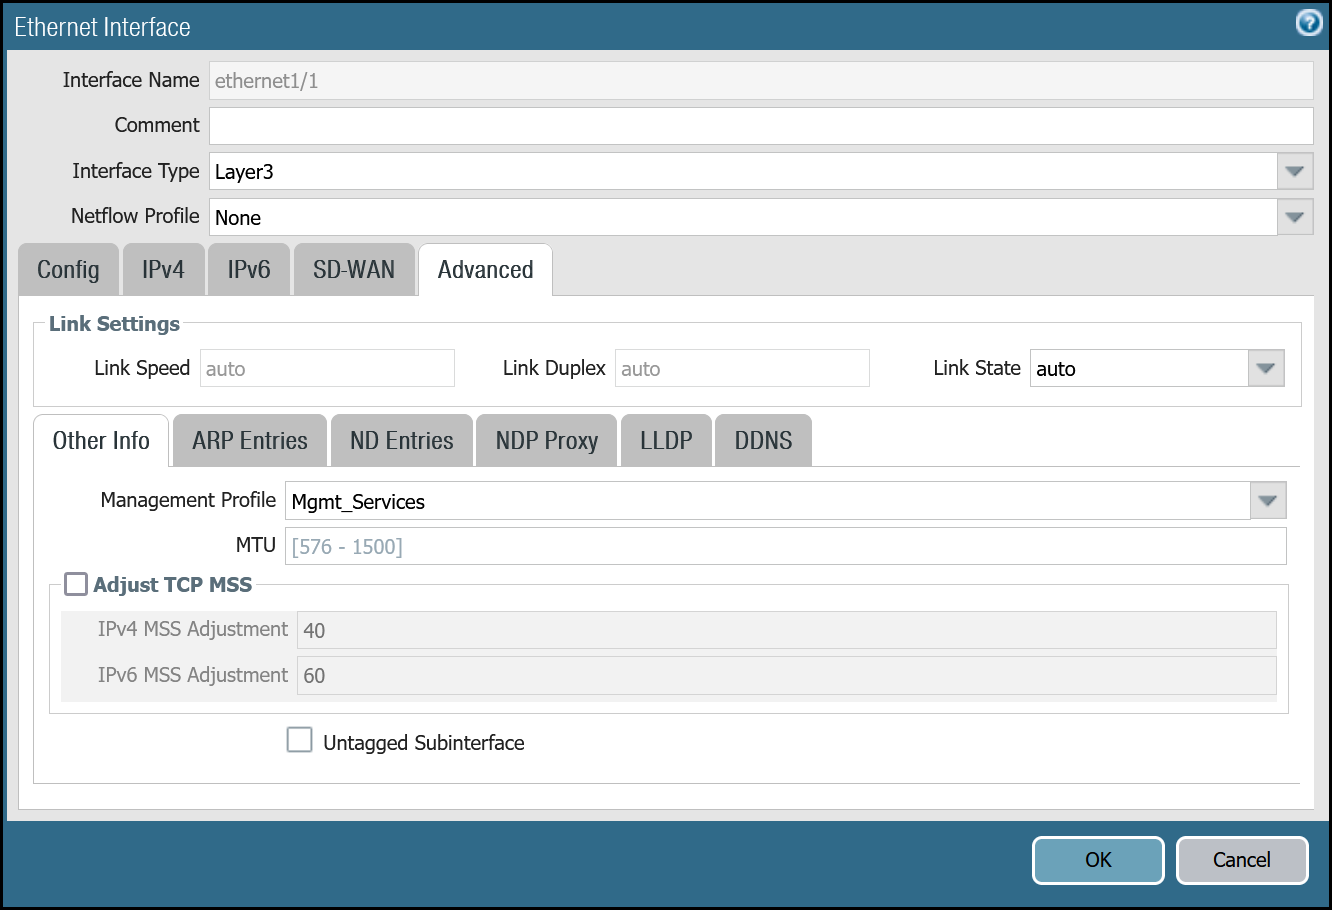 Ethernet Interface
Interface Name ethernet1/1
Comment
Interface Type Layer3
Netflow Profile None
Config IPv4 IPv6 SD-WAN Advanced
Link Settings
Link Speed auto Link Duplex auto Link State auto
Other Info ARP Entries ND Entries NDP Proxy LLDP DDNS
Management Profile Mgmt_Services
MTU [576 - 1500]
Adjust TCP MSS
IPv4 MSS Adjustment 40
IPv6 MSS Adjustment 60
Untagged Subinterface
OK Cancel